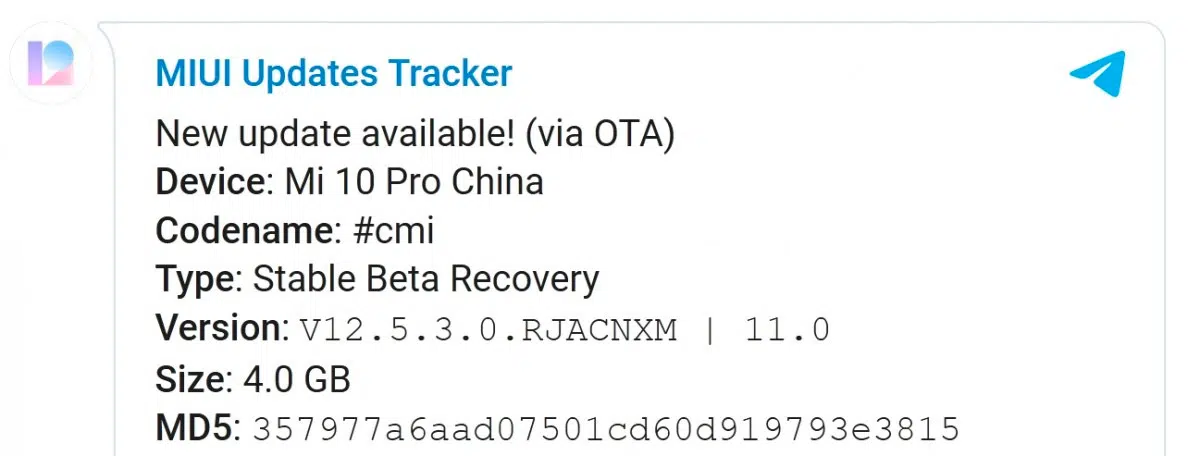 MIUI Updates Tracker
New update available! (via OTA)
Device: Mi 10 Pro China
Codename: #cmi
Type: Stable Beta Recovery
Version: V12.5.3.0.RJACNXM | 11.0
Size: 4.0 GB
MD5: 357977a6aad07501cd60d919793e3815